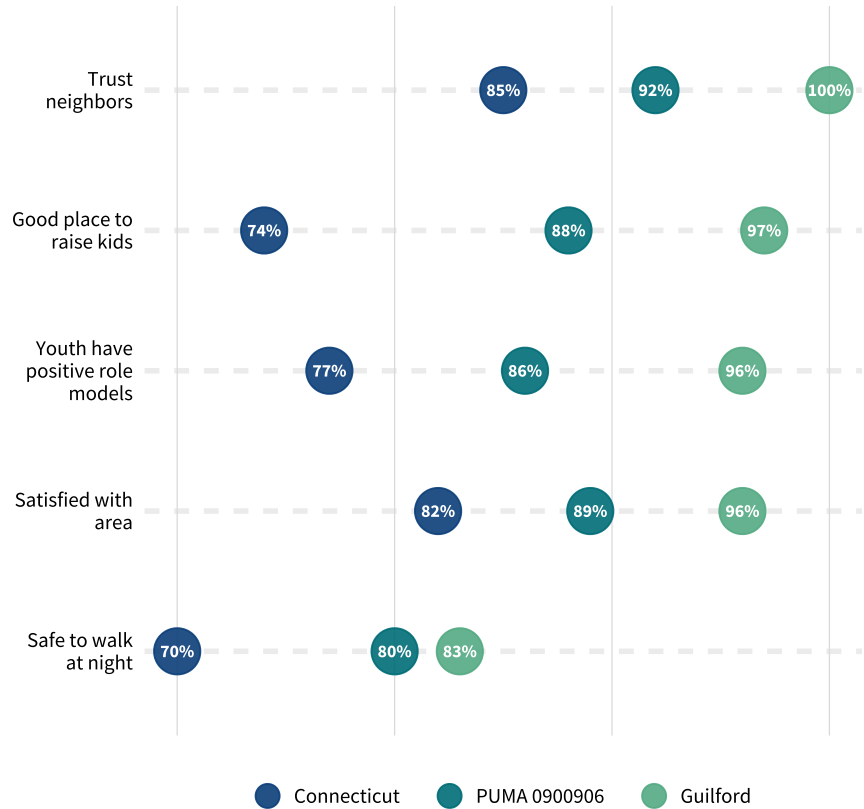 Trust
neighbors
85% 92% 100%
Good place to
raise kids
74% 88% 97%
Youth have
positive role
models
77% 86% 96%
Satisfied with
area
82% 89% 96%
Safe to walk
at night
70% 80% 83%
Connecticut PUMA 0900906 Guilford